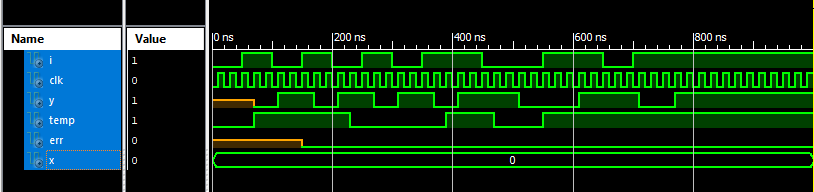 Name Value 0 ns 200 ns 400 ns 600 ns 800 ns
i 1
clk 0
y 1
temp 1
err 0
x 0 0